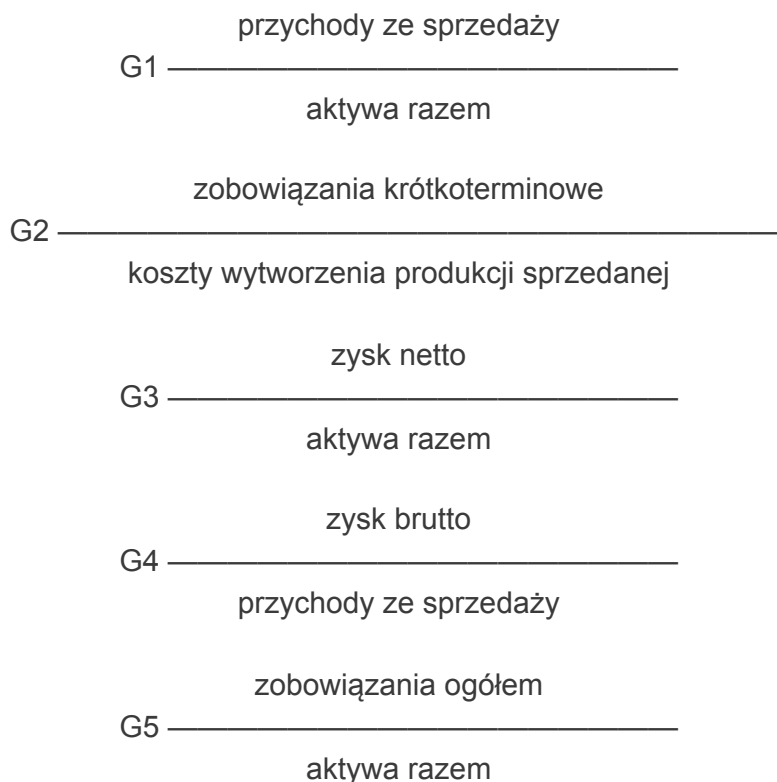 przychody ze sprzedaży
G1 —————————————————
aktywa razem
zobowiązania krótkoterminowe
G2 ————————————————————————
koszty wytworzenia produkcji sprzedanej
zysk netto
G3 —————————————————
aktywa razem
zysk brutto
G4 —————————————————
przychody ze sprzedaży
zobowiązania ogółem
G5 —————————————————
aktywa razem